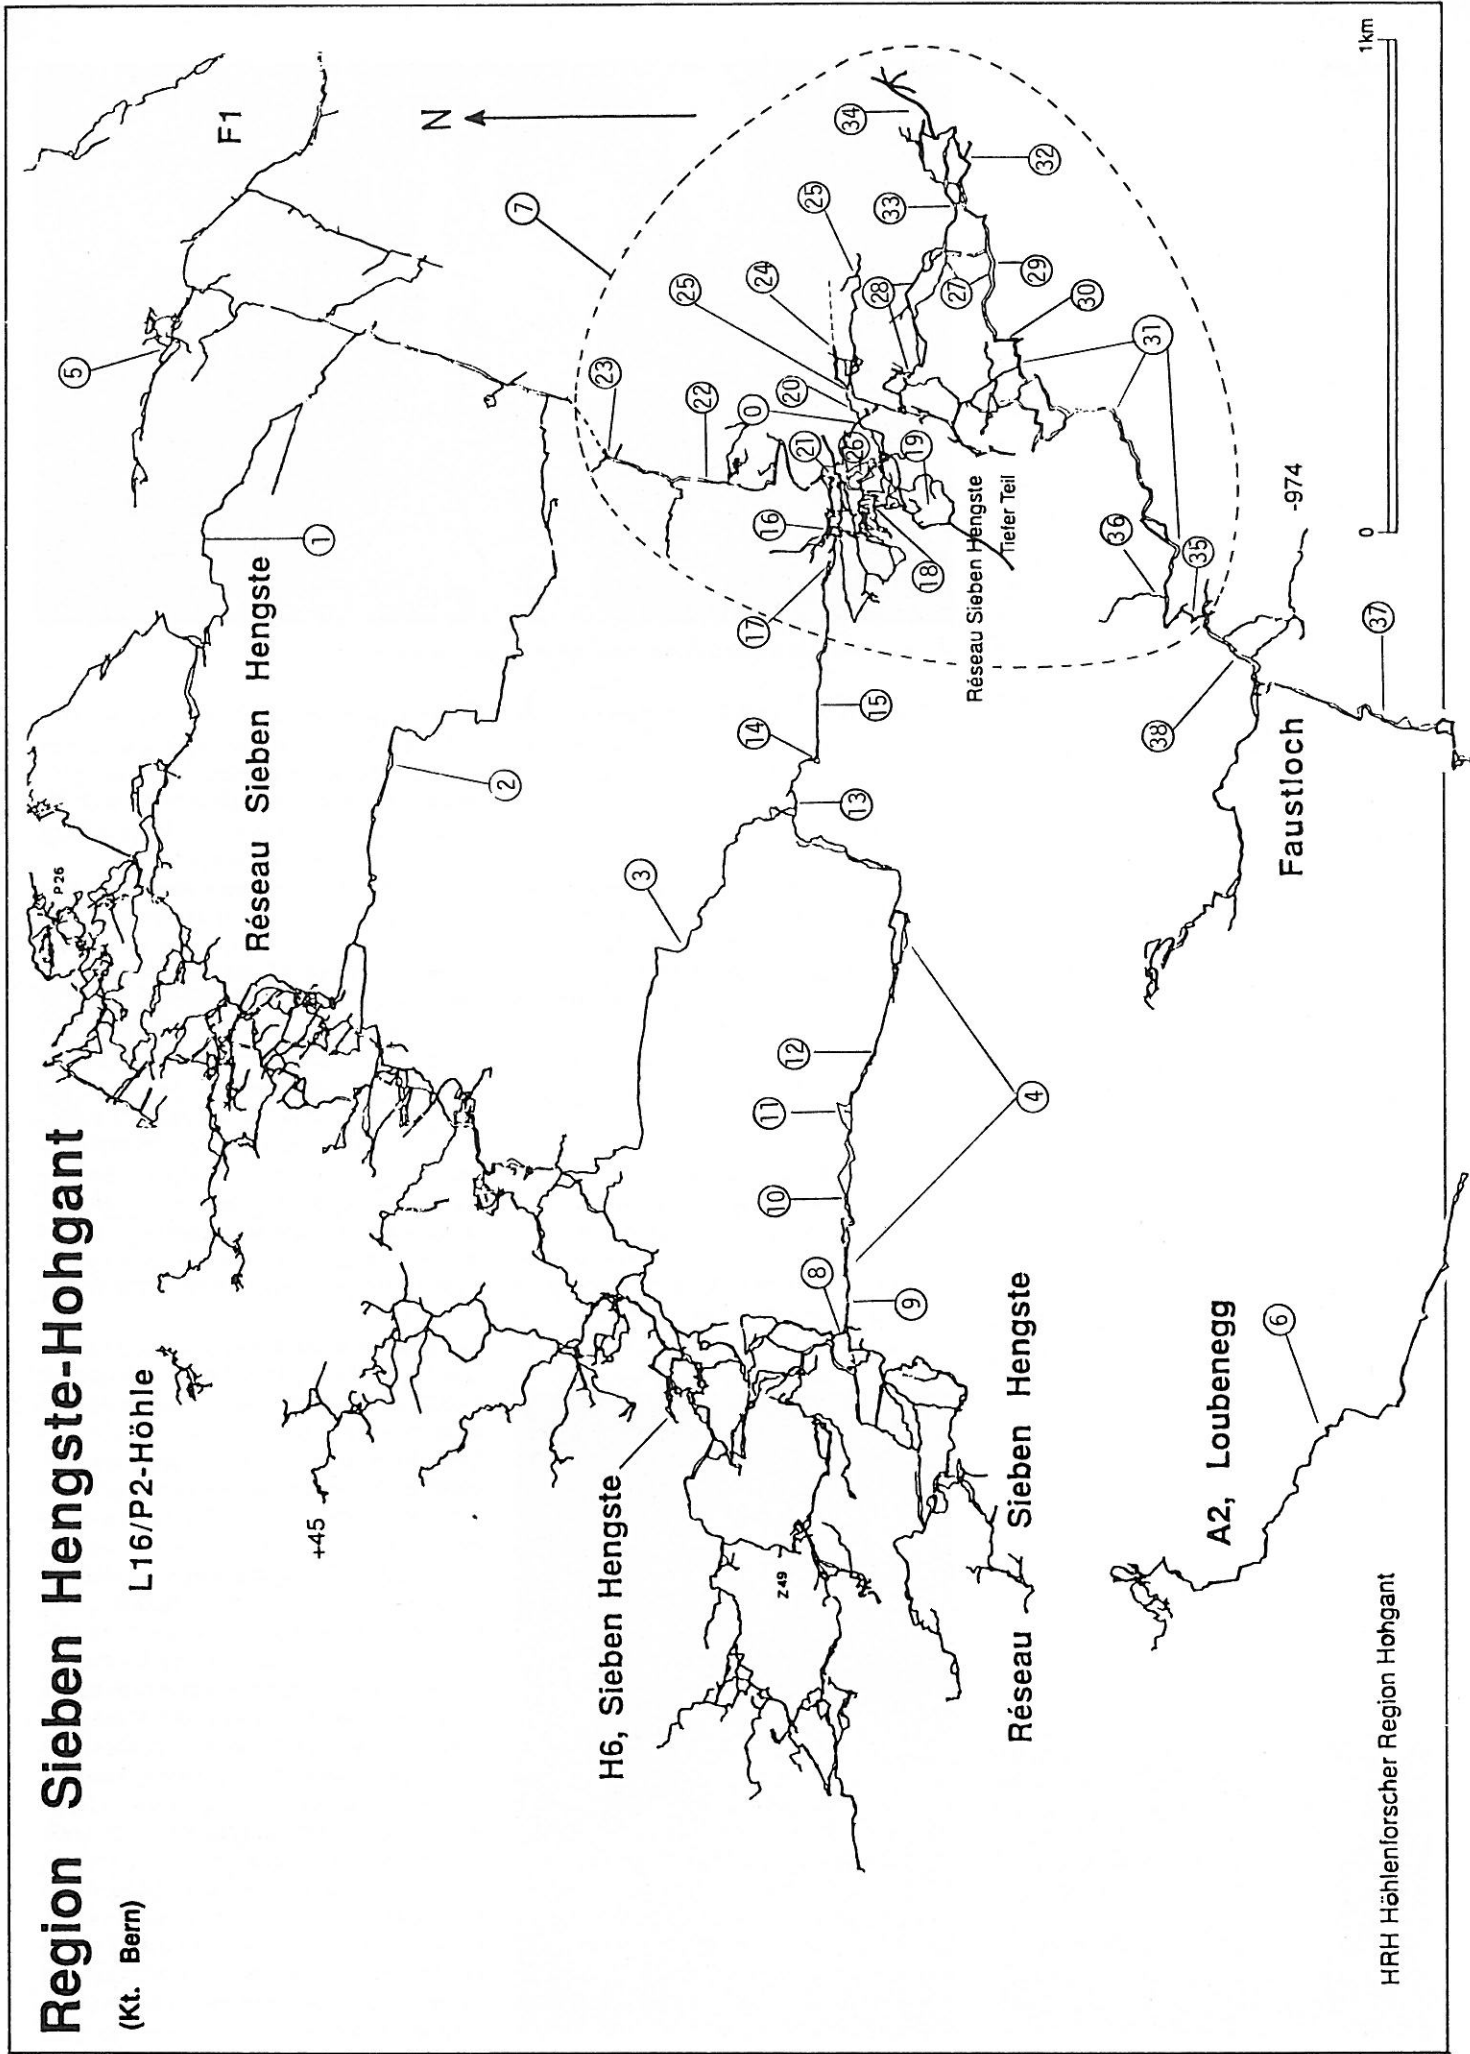 Region Sieben Hengste-Hohgant
(Kt. Bern)
L16/P2-Höhle
+45
P26
F1
N
5
1
Réseau Sieben Hengste
2
3
7
23
22
25
24
25
20
0
21
26
19
16
17
18
28
27
33
34
32
29
30
31
Réseau Sieben Hengste
Tiefer Teil
36
35
-974
14
15
13
12
11
10
4
8
9
H6, Sieben Hengste
Z49
Réseau Sieben Hengste
38
37
Faustloch
A2, Loubenegg
6
0
1km
HRH Höhlenforscher Region Hohgant